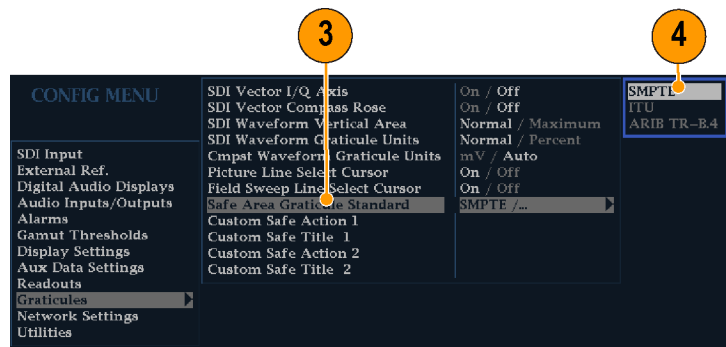 3
4
CONFIG MENU
SDI Input
External Ref.
Digital Audio Displays
Audio Inputs/Outputs
Alarms
Gamut Thresholds
Display Settings
Aux Data Settings
Readouts
Graticules
Network Settings
Utilities
SDI Vector I/Q Axis On / Off
SDI Vector Compass Rose On / Off
SDI Waveform Vertical Area Normal / Maximum
SDI Waveform Graticule Units Normal / Percent
Cmpst Waveform Graticule Units mV / Auto
Picture Line Select Cursor On / Off
Field Sweep Line Select Cursor On / Off
Safe Area Graticule Standard SMPTE /...
Custom Safe Action 1
Custom Safe Title 1
Custom Safe Action 2
Custom Safe Title 2
SMPTE
ITU
ARIB TR-B.4